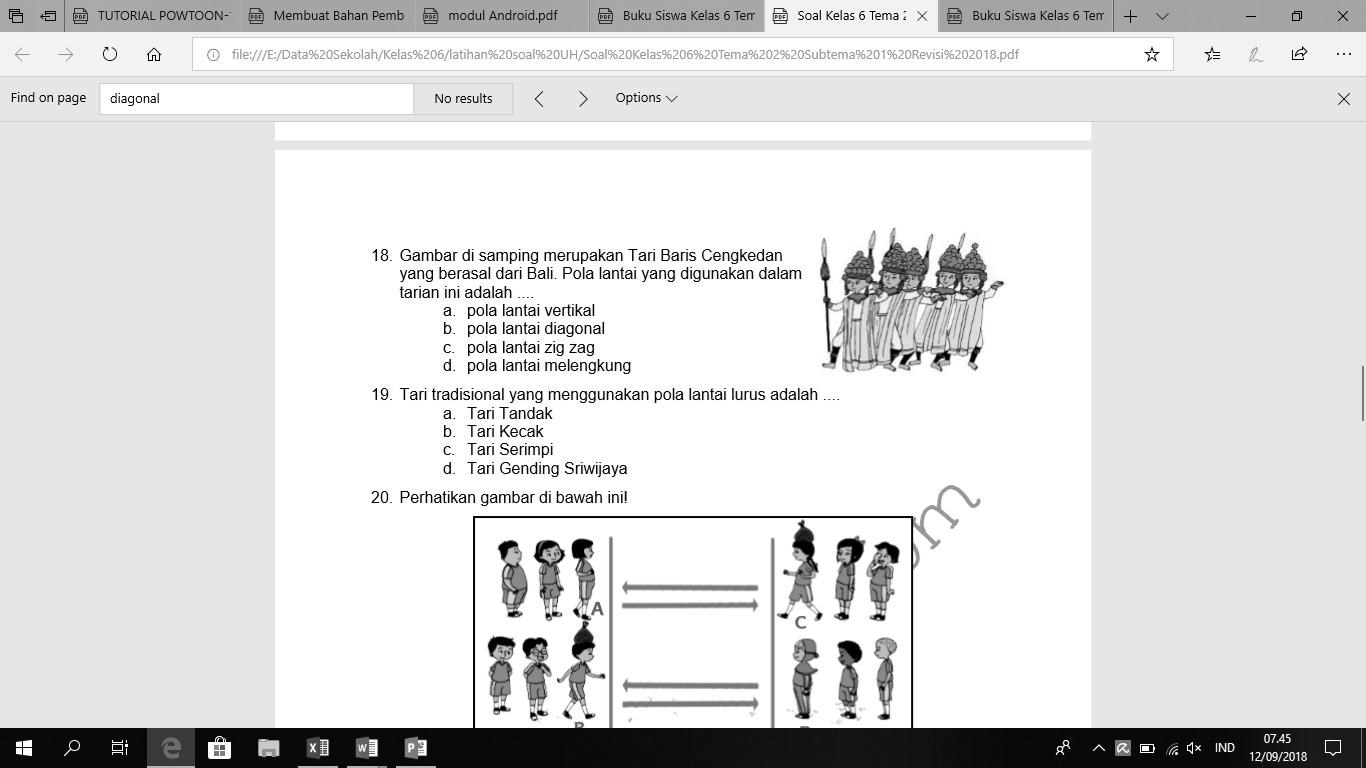 TUTORIAL POWTOON-
Membuat Bahan Pemb
modul Android.pdf
Buku Siswa Kelas 6 Tem
Soal Kelas 6 Tema 2
Buku Siswa Kelas 6 Tem
file:///E:/Data%20Sekolah/Kelas%206/latihan%20soal%20UH/Soal%20Kelas%206%20Tema%202%20Subtema%201%20Revisi%202018.pdf
Find on page diagonal No results Options
18. Gambar di samping merupakan Tari Baris Cengkedan
yang berasal dari Bali. Pola lantai yang digunakan dalam
tarian ini adalah ....
a. pola lantai vertikal
b. pola lantai diagonal
c. pola lantai zig zag
d. pola lantai melengkung
19. Tari tradisional yang menggunakan pola lantai lurus adalah ....
a. Tari Tandak
b. Tari Kecak
c. Tari Serimpi
d. Tari Gending Sriwijaya
20. Perhatikan gambar di bawah ini!
A
C
IND
07.45
12/09/2018